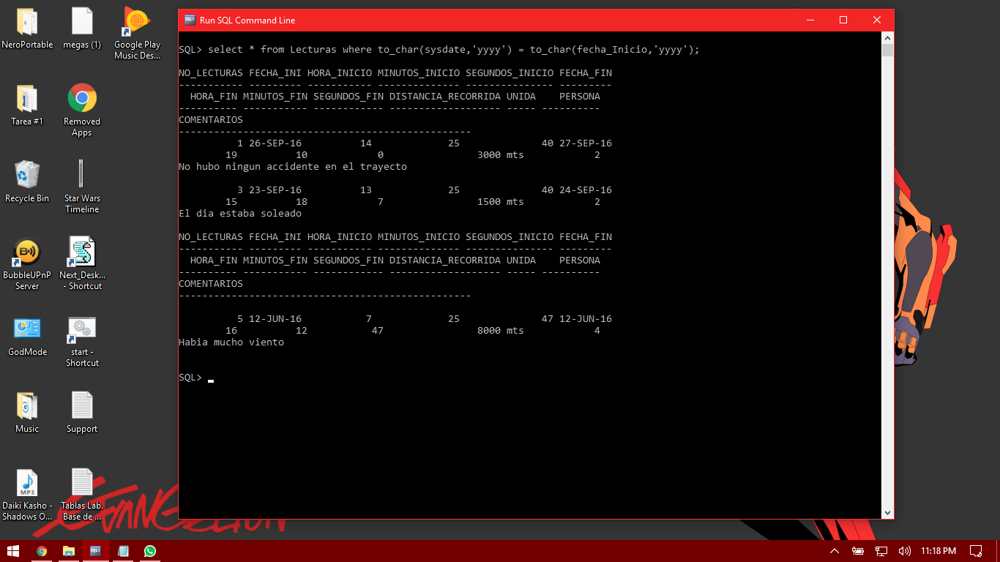 Run SQL Command Line
SQL> select * from Lecturas where to_char(sysdate,'yyyy') = to_char(fecha_Inicio,'yyyy');
NO_LECTURAS FECHA_INI HORA_INICIO MINUTOS_INICIO SEGUNDOS_INICIO FECHA_FIN
----------- --------- ----------- -------------- --------------- ---------
HORA_FIN MINUTOS_FIN SEGUNDOS_FIN DISTANCIA_RECORRIDA UNIDA PERSONA
---------- ----------- ------------ ------------------- ----- ----------
COMENTARIOS
--------------------------------------------------
1 26-SEP-16 14 25 40 27-SEP-16
19 10 0 3000 mts 2
No hubo ningun accidente en el trayecto
3 23-SEP-16 13 25 40 24-SEP-16
15 18 7 1500 mts 2
El dia estaba soleado
NO_LECTURAS FECHA_INI HORA_INICIO MINUTOS_INICIO SEGUNDOS_INICIO FECHA_FIN
----------- --------- ----------- -------------- --------------- ---------
HORA_FIN MINUTOS_FIN SEGUNDOS_FIN DISTANCIA_RECORRIDA UNIDA PERSONA
---------- ----------- ------------ ------------------- ----- ----------
COMENTARIOS
--------------------------------------------------
5 12-JUN-16 7 25 47 12-JUN-16
16 12 47 8000 mts 4
Habia mucho viento
SQL>
NeroPortable
megas (1)
Google Play
Music Des...
Tarea #1
Removed
Apps
Recycle Bin
Star Wars
Timeline
BubbleUPnP
Server
Next_Desk...
- Shortcut
GodMode
start -
Shortcut
Music
Support
MP3
Daiki Kasho -
Shadows O...
Tablas Lab.
Base de ...
EVANGELION
11:18 PM